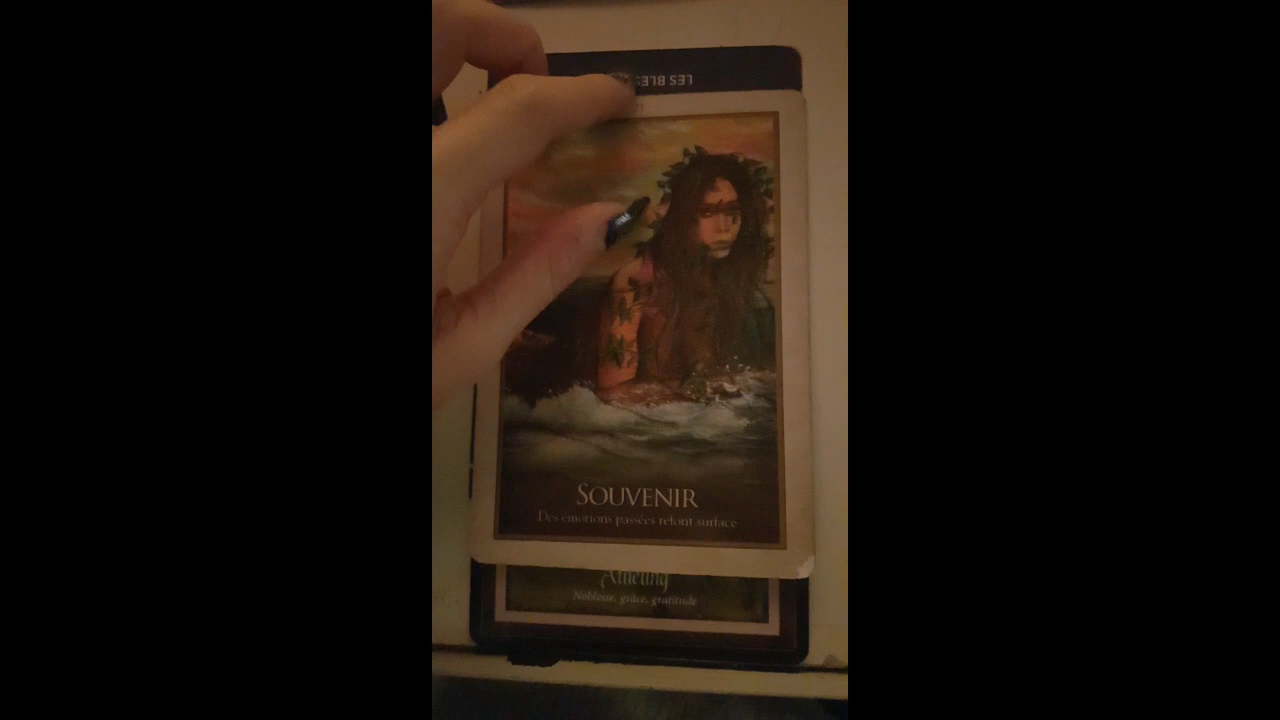 LES BLES
SOUVENIR
Des émotions passées refont surface
Noblesse, grâce, gratitude